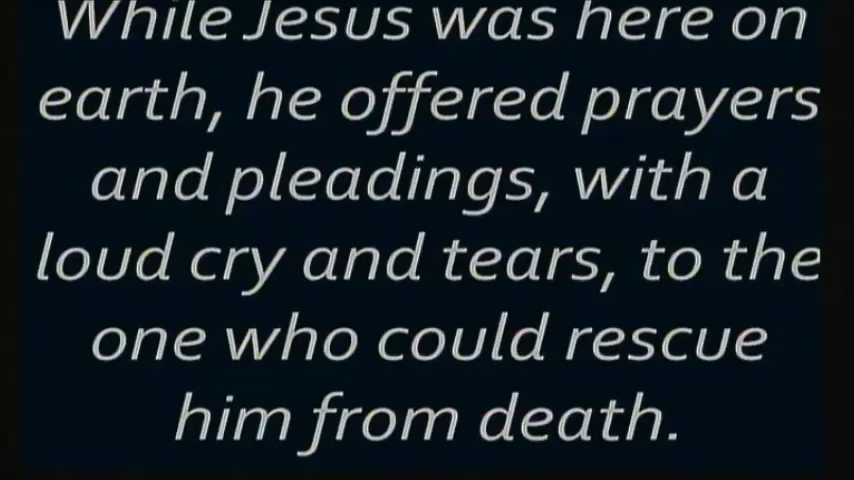 While Jesus was here on
earth, he offered prayers
and pleadings, with a
loud cry and tears, to the
one who could rescue
him from death.